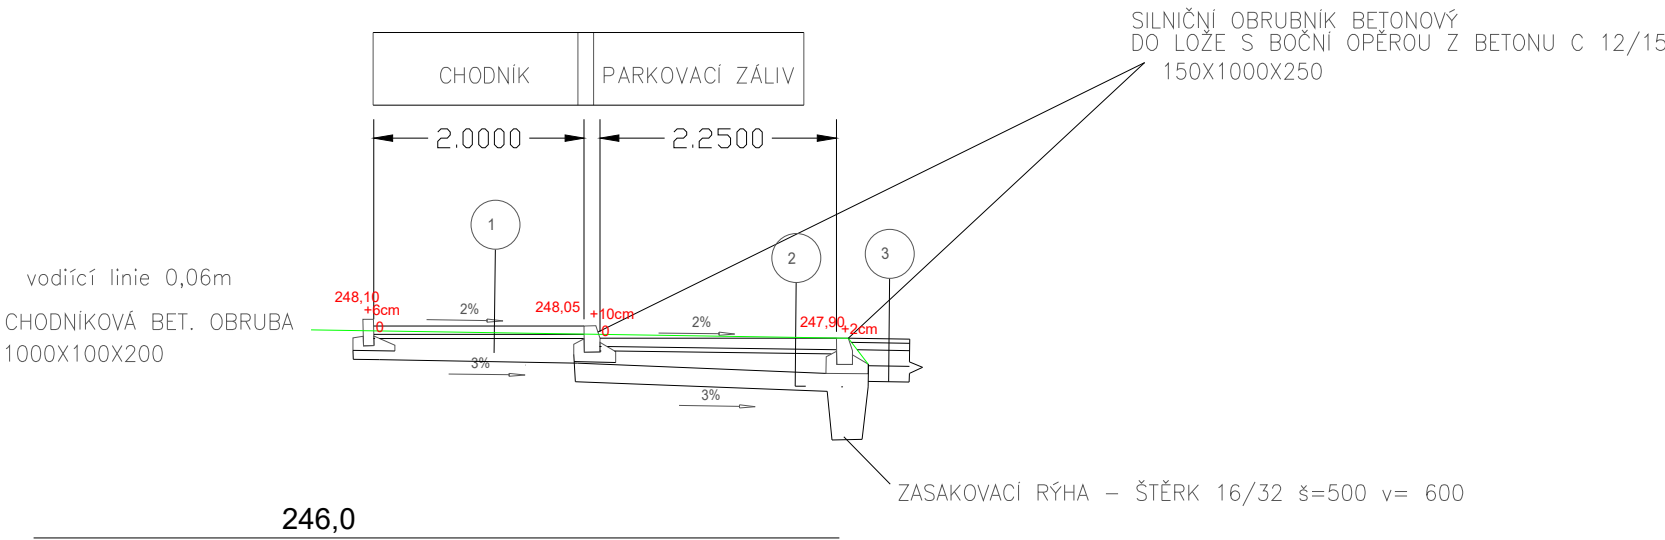 SILNIČNÍ OBRUBNÍK BETONOVÝ
DO LOŽE S BOČNÍ OPĚROU Z BETONU C 12/15
150X1000X250
CHODNÍK
PARKOVACÍ ZÁLIV
2.0000
2.2500
1
2
3
vodiící linie 0,06m
CHODNÍKOVÁ BET. OBRUBA
1000X100X200
248,10
+6cm
0
2%
248,05
+10cm
0
2%
247,90
+2cm
3%
3%
ZASAKOVACÍ RÝHA – ŠTĚRK 16/32 š=500 v= 600
246,0